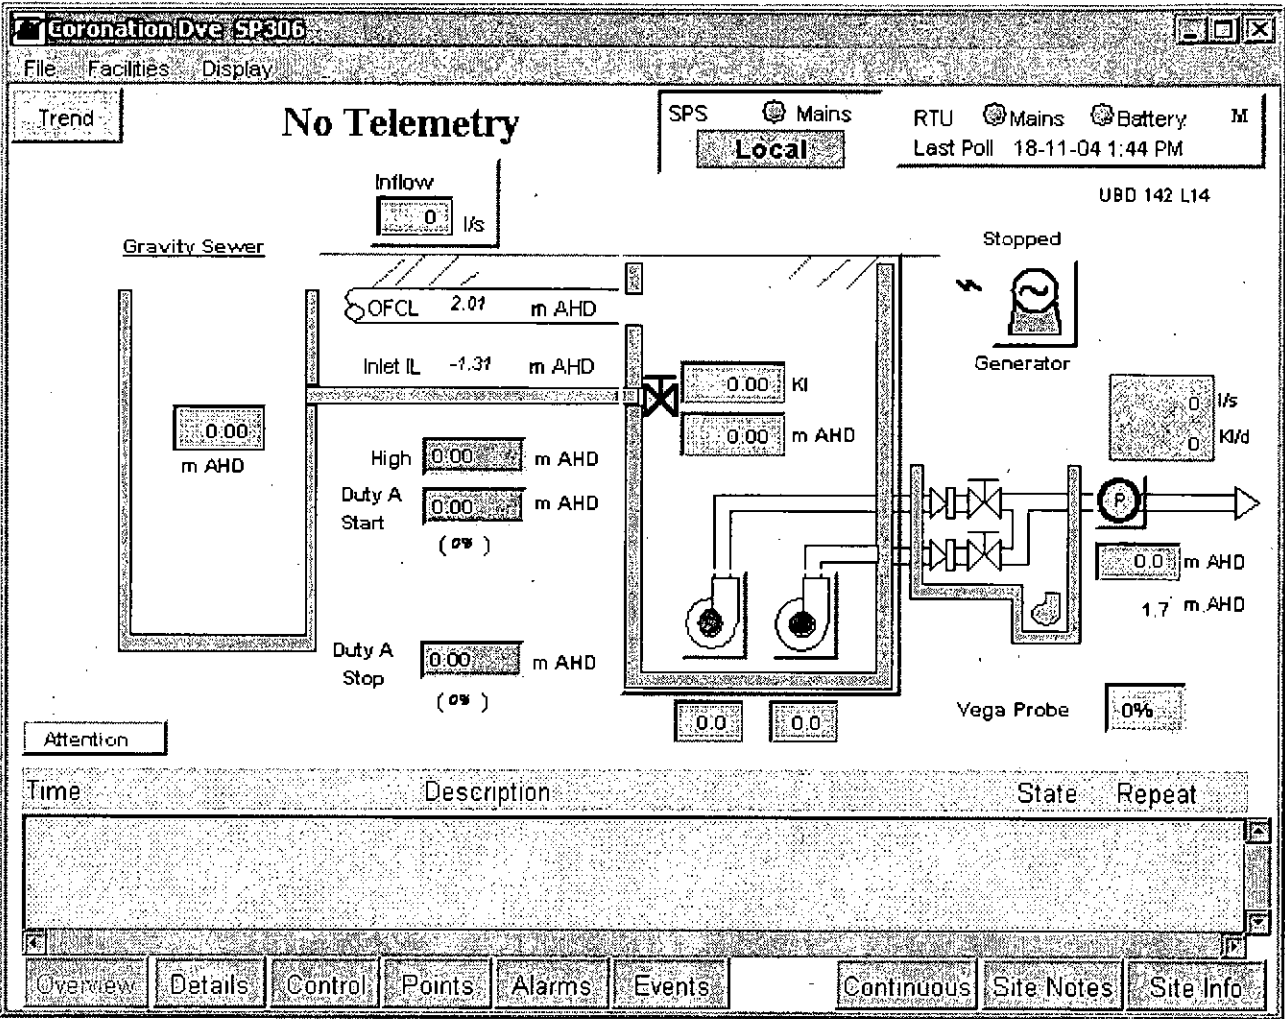 Coronation Dve SP306
File Facilities Display
Trend
No Telemetry
SPS Mains
Local
RTU Mains Battery M
Last Poll 18-11-04 1:44 PM
UBD 142 L14
Inflow
0 l/s
Gravity Sewer
Stopped
Generator
OFCL 2.01 m AHD
Inlet IL -1.31 m AHD
0.00 Kl
0.00 m AHD
0.00
m AHD
0 l/s
0 Kl/d
High 0.00 m AHD
Duty A
Start
0.00 m AHD
(0%)
P
0.0 m AHD
1.7 m AHD
Duty A
Stop
0.00 m AHD
(0%)
0.0 0.0
Vega Probe 0%
Attention
Time Description State Repeat
Overview Details Control Points Alarms Events Continuous Site Notes Site Info